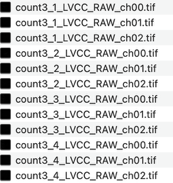 count3_1_LVCC_RAW_ch00.tif
count3_1_LVCC_RAW_ch01.tif
count3_1_LVCC_RAW_ch02.tif
count3_2_LVCC_RAW_ch00.tif
count3_2_LVCC_RAW_ch01.tif
count3_2_LVCC_RAW_ch02.tif
count3_3_LVCC_RAW_ch00.tif
count3_3_LVCC_RAW_ch01.tif
count3_3_LVCC_RAW_ch02.tif
count3_4_LVCC_RAW_ch00.tif
count3_4_LVCC_RAW_ch01.tif
count3_4_LVCC_RAW_ch02.tif